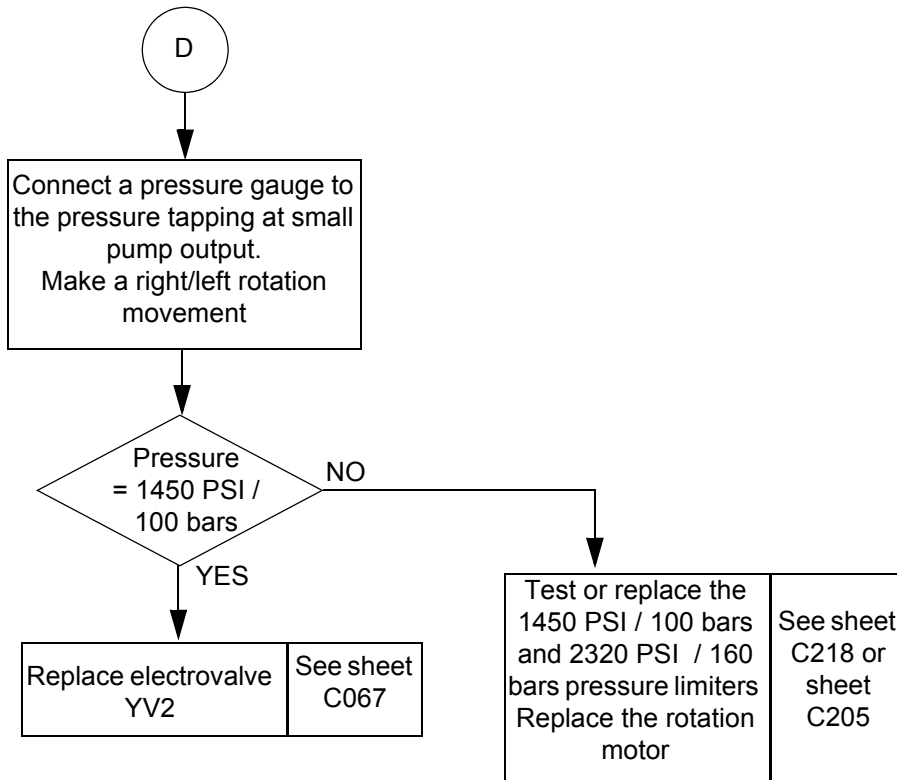 D
Connect a pressure gauge to
the pressure tapping at small
pump output.
Make a right/left rotation
movement
Pressure
= 1450 PSI /
100 bars
NO
YES
Replace electrovalve
YV2
See sheet
C067
Test or replace the
1450 PSI / 100 bars
and 2320 PSI / 160
bars pressure limiters
Replace the rotation
motor
See sheet
C218 or
sheet
C205